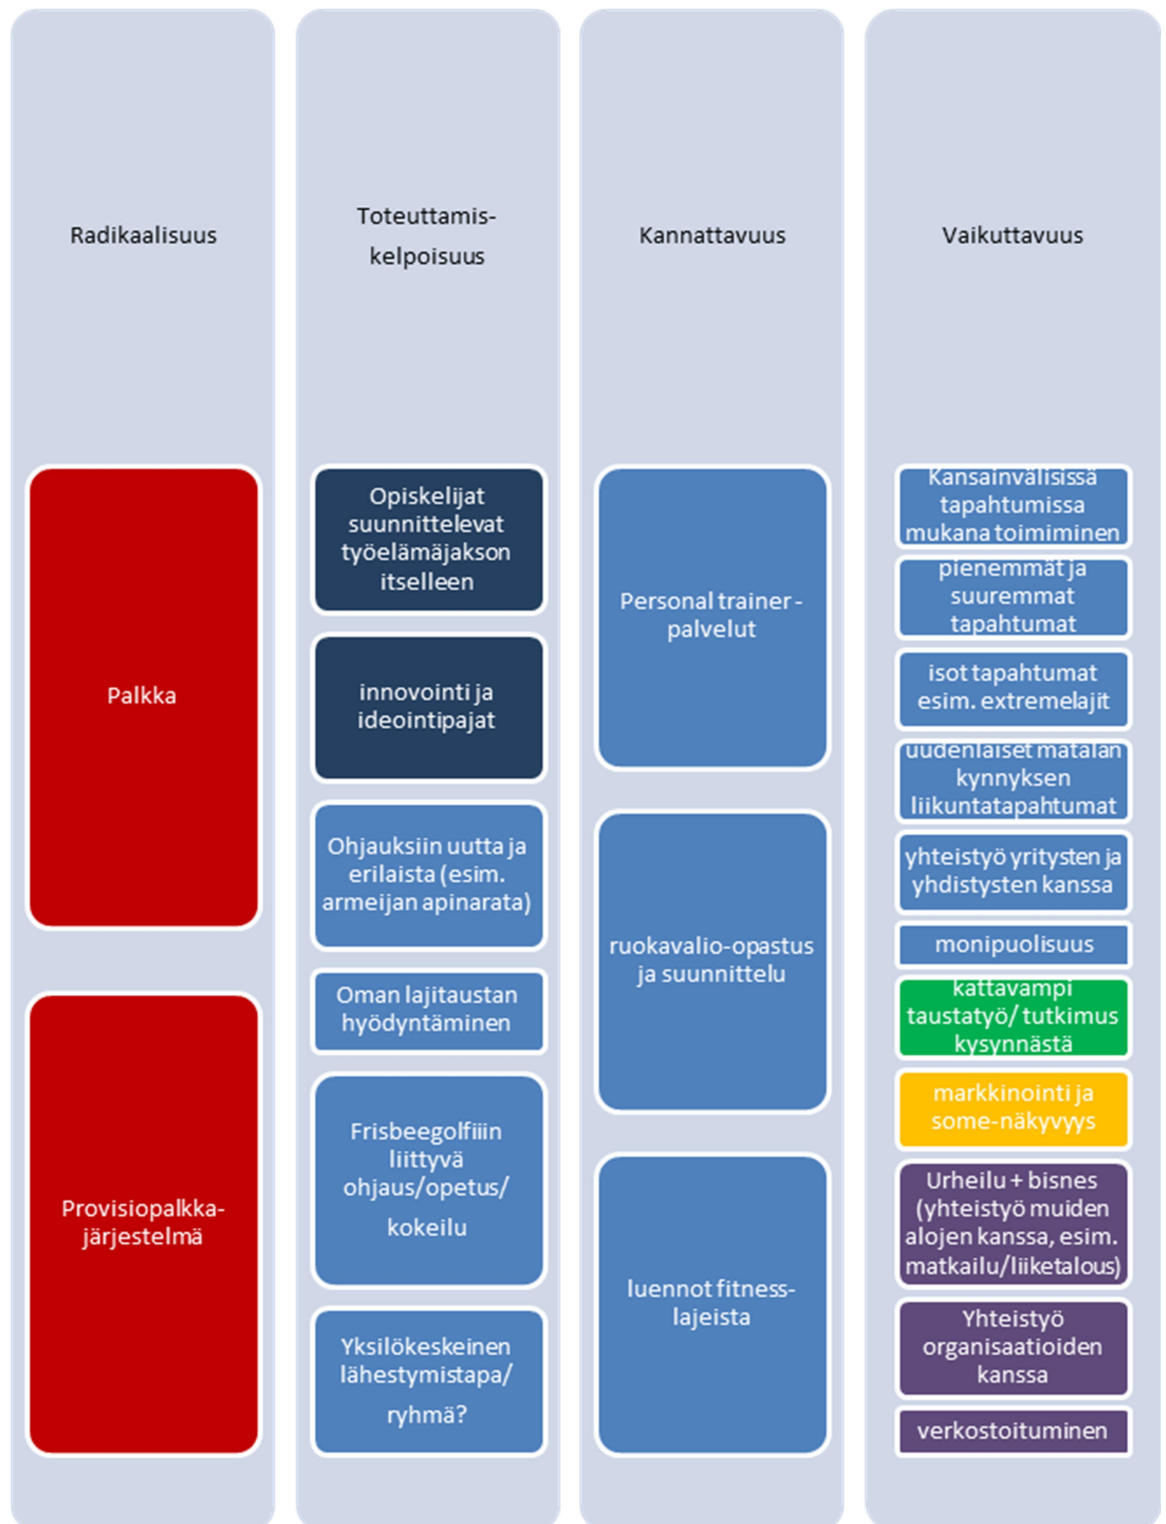 Radikaalisuus
Palkka
Provisiopalkka-
järjestelmä
Toteuttamis-
kelpoisuus
Opiskelijat
suunnittelevat
työelämäjakson
itselleen
innovointi ja
ideointipajat
Ohjauksiin uutta ja
erilaista (esim.
armeijan apinarata)
Oman lajitaustan
hyödyntäminen
Frisbeegolfiiin
liittyvä
ohjaus/opetus/
kokeilu
Yksilökeskeinen
lähestymistapa/
ryhmä?
Kannattavuus
Personal trainer -
palvelut
ruokavalio-opastus
ja suunnittelu
luennot fitness-
lajeista
Vaikuttavuus
Kansainvälisissä
tapahtumissa
mukana toimiminen
pienemmät ja
suuremmat
tapahtumat
isot tapahtumat
esim. extremelajit
uudenlaiset matalan
kynnyksen
liikuntatapahtumat
yhteistyö yritysten ja
yhdistysten kanssa
monipuolisuus
kattavampi
taustatyö/ tutkimus
kysynnästä
markkinointi ja
some-näkyvyys
Urheilu + bisnes
(yhteistyö muiden
alojen kanssa, esim.
matkailu/liiketalous)
Yhteistyö
organisaatioiden
kanssa
verkostoituminen